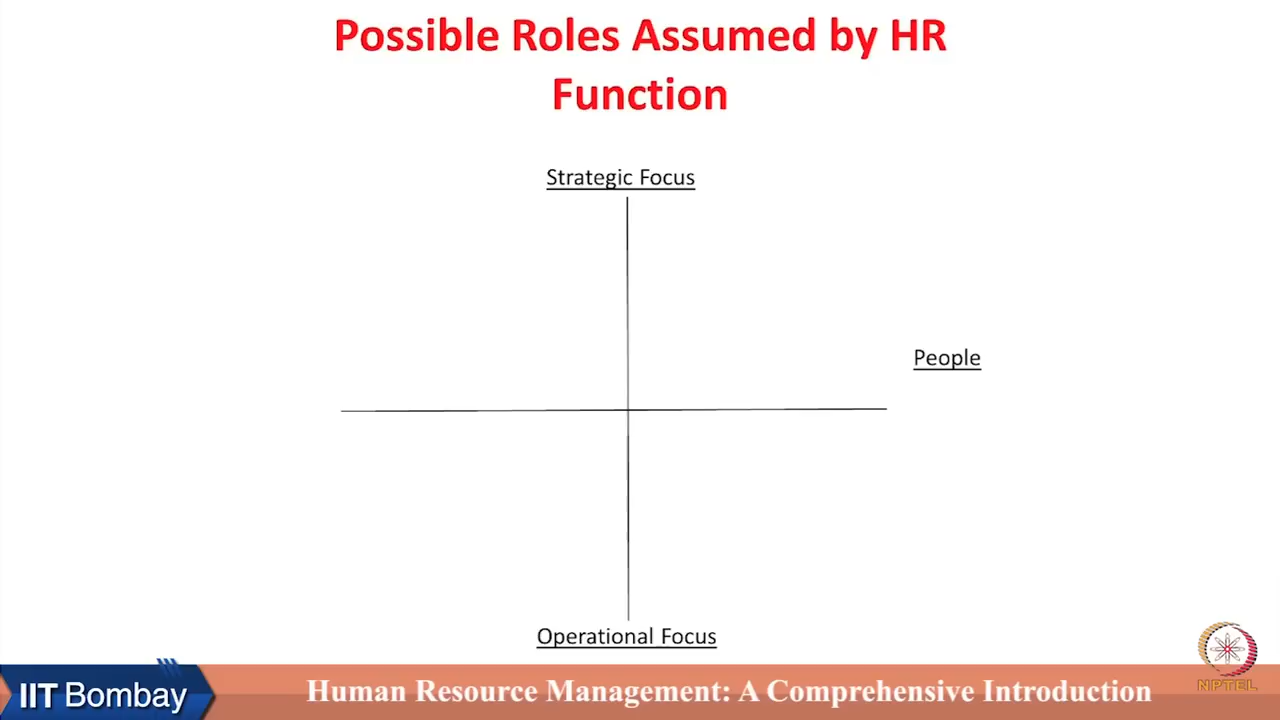 Possible Roles Assumed by HR
Function
Strategic Focus
People
Operational Focus
NPTEL
IIT Bombay
Human Resource Management: A Comprehensive Introduction